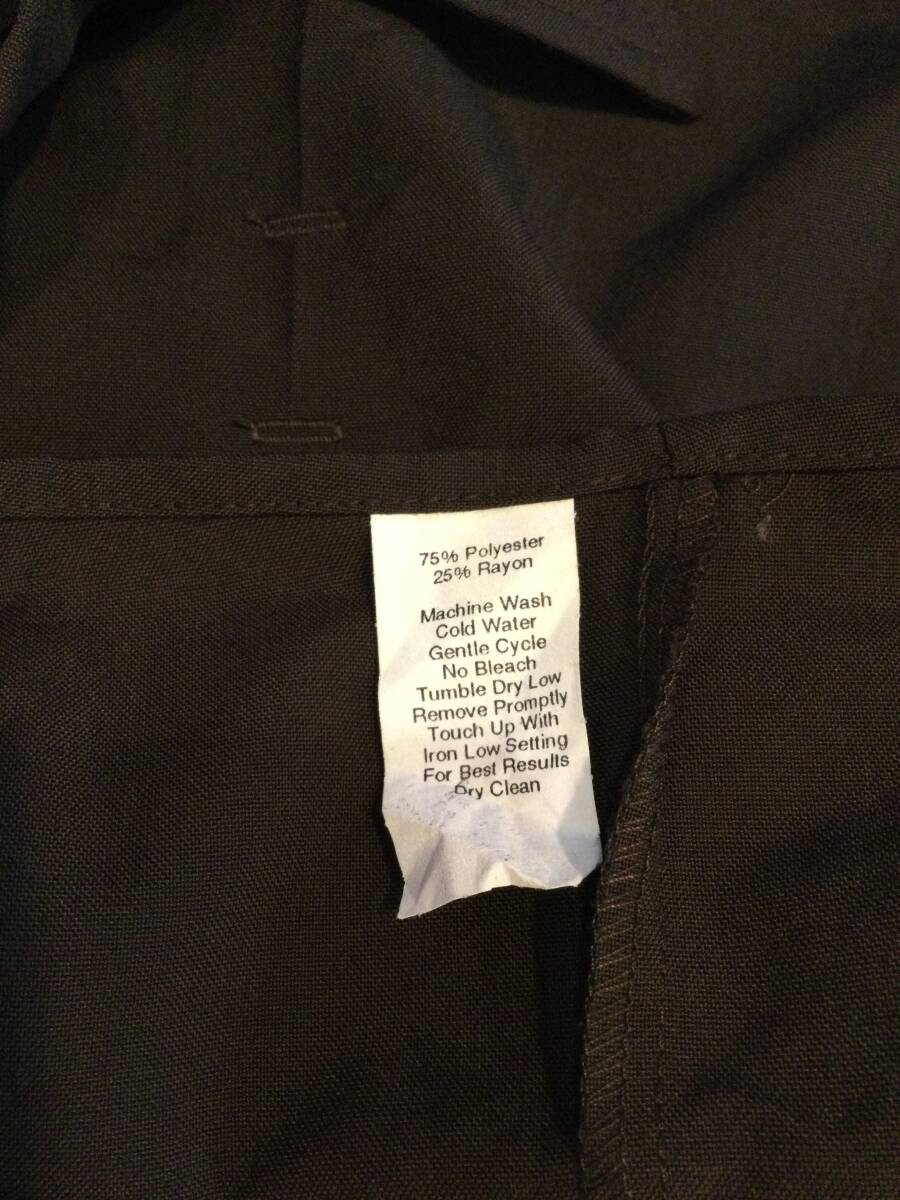 75% Polyester
25% Rayon
Machine Wash
Cold Water
Gentle Cycle
No Bleach
Tumble Dry Low
Remove Promptly
Touch Up With
Iron Low Setting
For Best Results
Dry Clean